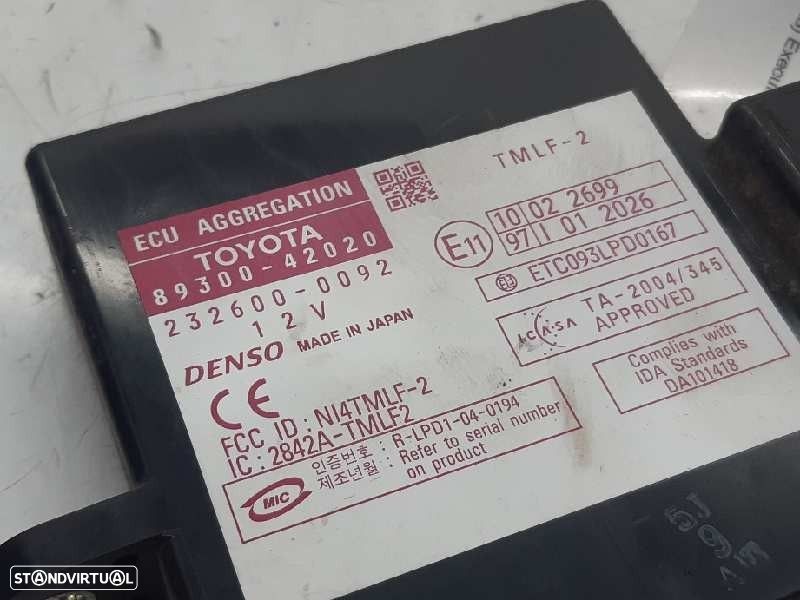 s) Execu
TMLF-2
ECU AGGREGATION
TOYOTA
89300-42020
232600-0092
12V
DENSO MADE IN JAPAN
E11
10 02 2699
97 I 01 2026
ETC093LPD0167
ICASA TA-2004/345
APPROVED
Complies with
IDA Standards
DA101418
CE
FCC ID: NI4TMLF-2
IC: 2842A-TMLF2
MIC
인증번호: R-LPD1-04-0194
제조년월: Refer to serial number
on product
STANDVIRTUAL